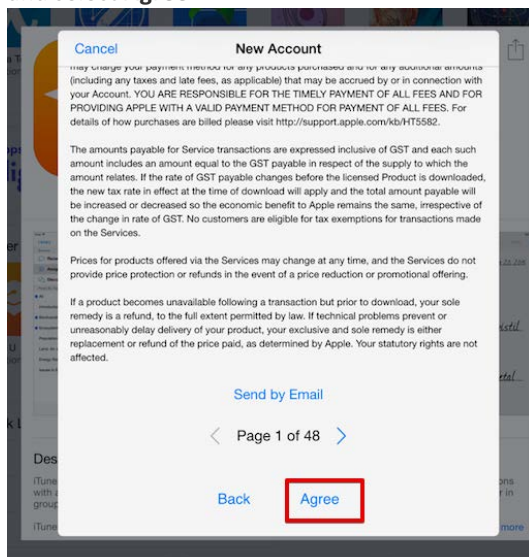 Cancel
New Account
may charge your payment method for any products purchased and for any additional amounts
(including any taxes and late fees, as applicable) that may be accrued by or in connection with
your Account. YOU ARE RESPONSIBLE FOR THE TIMELY PAYMENT OF ALL FEES AND FOR
PROVIDING APPLE WITH A VALID PAYMENT METHOD FOR PAYMENT OF ALL FEES. For
details of how purchases are billed please visit http://support.apple.com/kb/HT5582.
The amounts payable for Service transactions are expressed inclusive of GST and each such
amount includes an amount equal to the GST payable in respect of the supply to which the
amount relates. If the rate of GST payable changes before the licensed Product is downloaded,
the new tax rate in effect at the time of download will apply and the total amount payable will
be increased or decreased so the economic benefit to Apple remains the same, irrespective of
the change in rate of GST. No customers are eligible for tax exemptions for transactions made
on the Services.
Prices for products offered via the Services may change at any time, and the Services do not
provide price protection or refunds in the event of a price reduction or promotional offering.
If a product becomes unavailable following a transaction but prior to download, your sole
remedy is a refund, to the full extent permitted by law. If technical problems prevent or
unreasonably delay delivery of your product, your exclusive and sole remedy is either
replacement or refund of the price paid, as determined by Apple. Your statutory rights are not
affected.
Send by Email
Page 1 of 48
Back
Agree
Des
iTune
with a
group
iTune
more